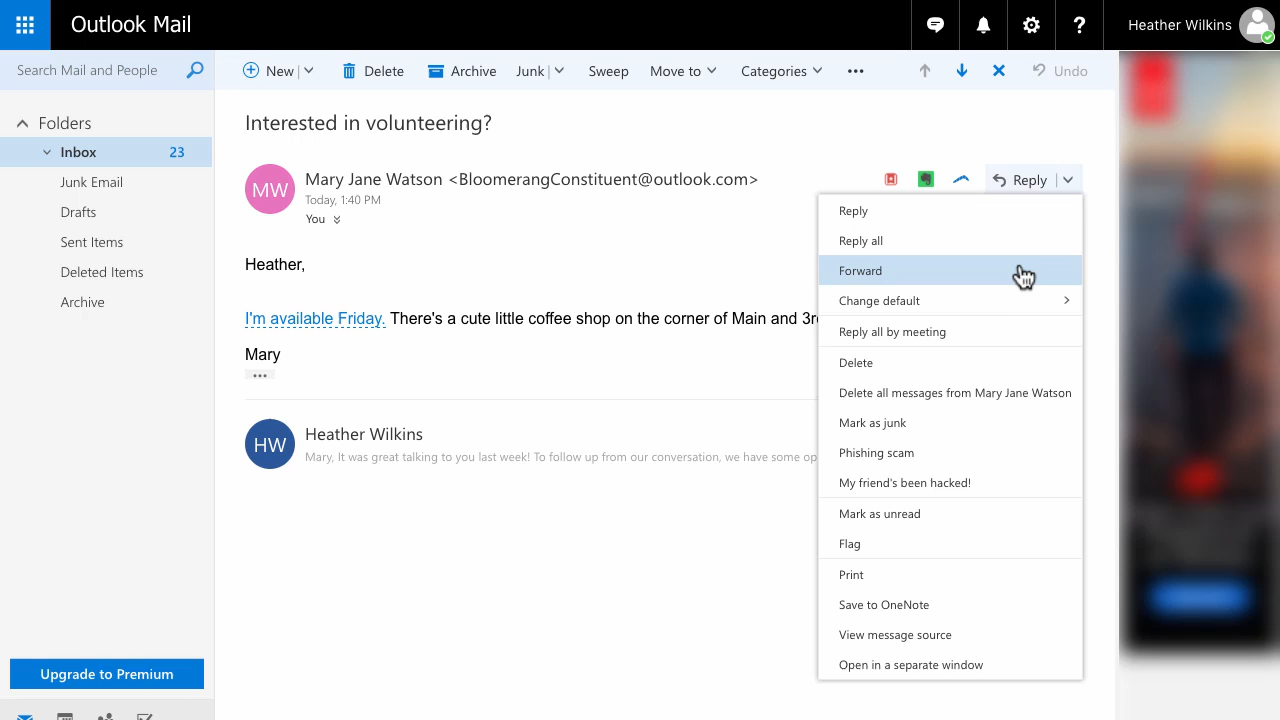 Outlook Mail
Heather Wilkins
Search Mail and People
New
Delete
Archive
Junk
Sweep
Move to
Categories
Undo
Folders
Inbox 23
Junk Email
Drafts
Sent Items
Deleted Items
Archive
Upgrade to Premium
Interested in volunteering?
MW
Mary Jane Watson <BloomerangConstituent@outlook.com>
Today, 1:40 PM
You
Reply
Heather,
I'm available Friday. There's a cute little coffee shop on the corner of Main and 3r
Mary
HW
Heather Wilkins
Mary, It was great talking to you last week! To follow up from our conversation, we have some op
Reply
Reply all
Forward
Change default
Reply all by meeting
Delete
Delete all messages from Mary Jane Watson
Mark as junk
Phishing scam
My friend's been hacked!
Mark as unread
Flag
Print
Save to OneNote
View message source
Open in a separate window